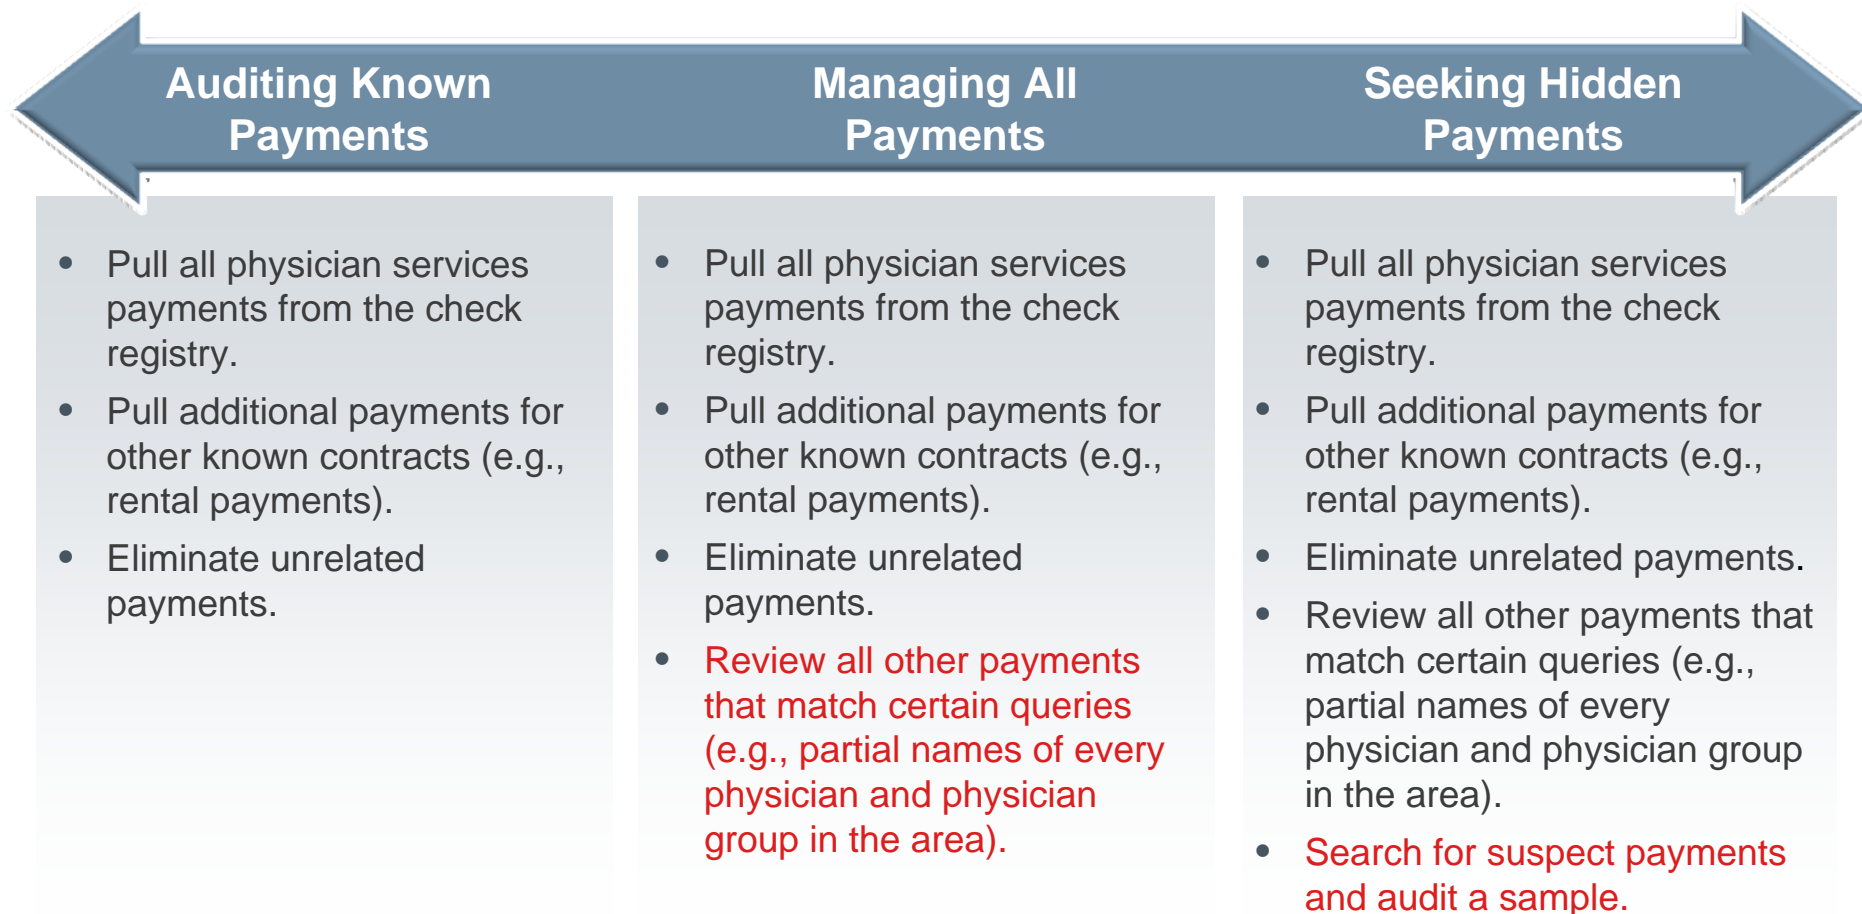 Auditing Known
Payments
Managing All
Payments
Seeking Hidden
Payments
• Pull all physician services
payments from the check
registry.
• Pull additional payments for
other known contracts (e.g.,
rental payments).
• Eliminate unrelated
payments.
• Pull all physician services
payments from the check
registry.
• Pull additional payments for
other known contracts (e.g.,
rental payments).
• Eliminate unrelated
payments.
• Review all other payments
that match certain queries
(e.g., partial names of every
physician and physician
group in the area).
• Pull all physician services
payments from the check
registry.
• Pull additional payments for
other known contracts (e.g.,
rental payments).
• Eliminate unrelated payments.
• Review all other payments that
match certain queries (e.g.,
partial names of every
physician and physician group
in the area).
• Search for suspect payments
and audit a sample.